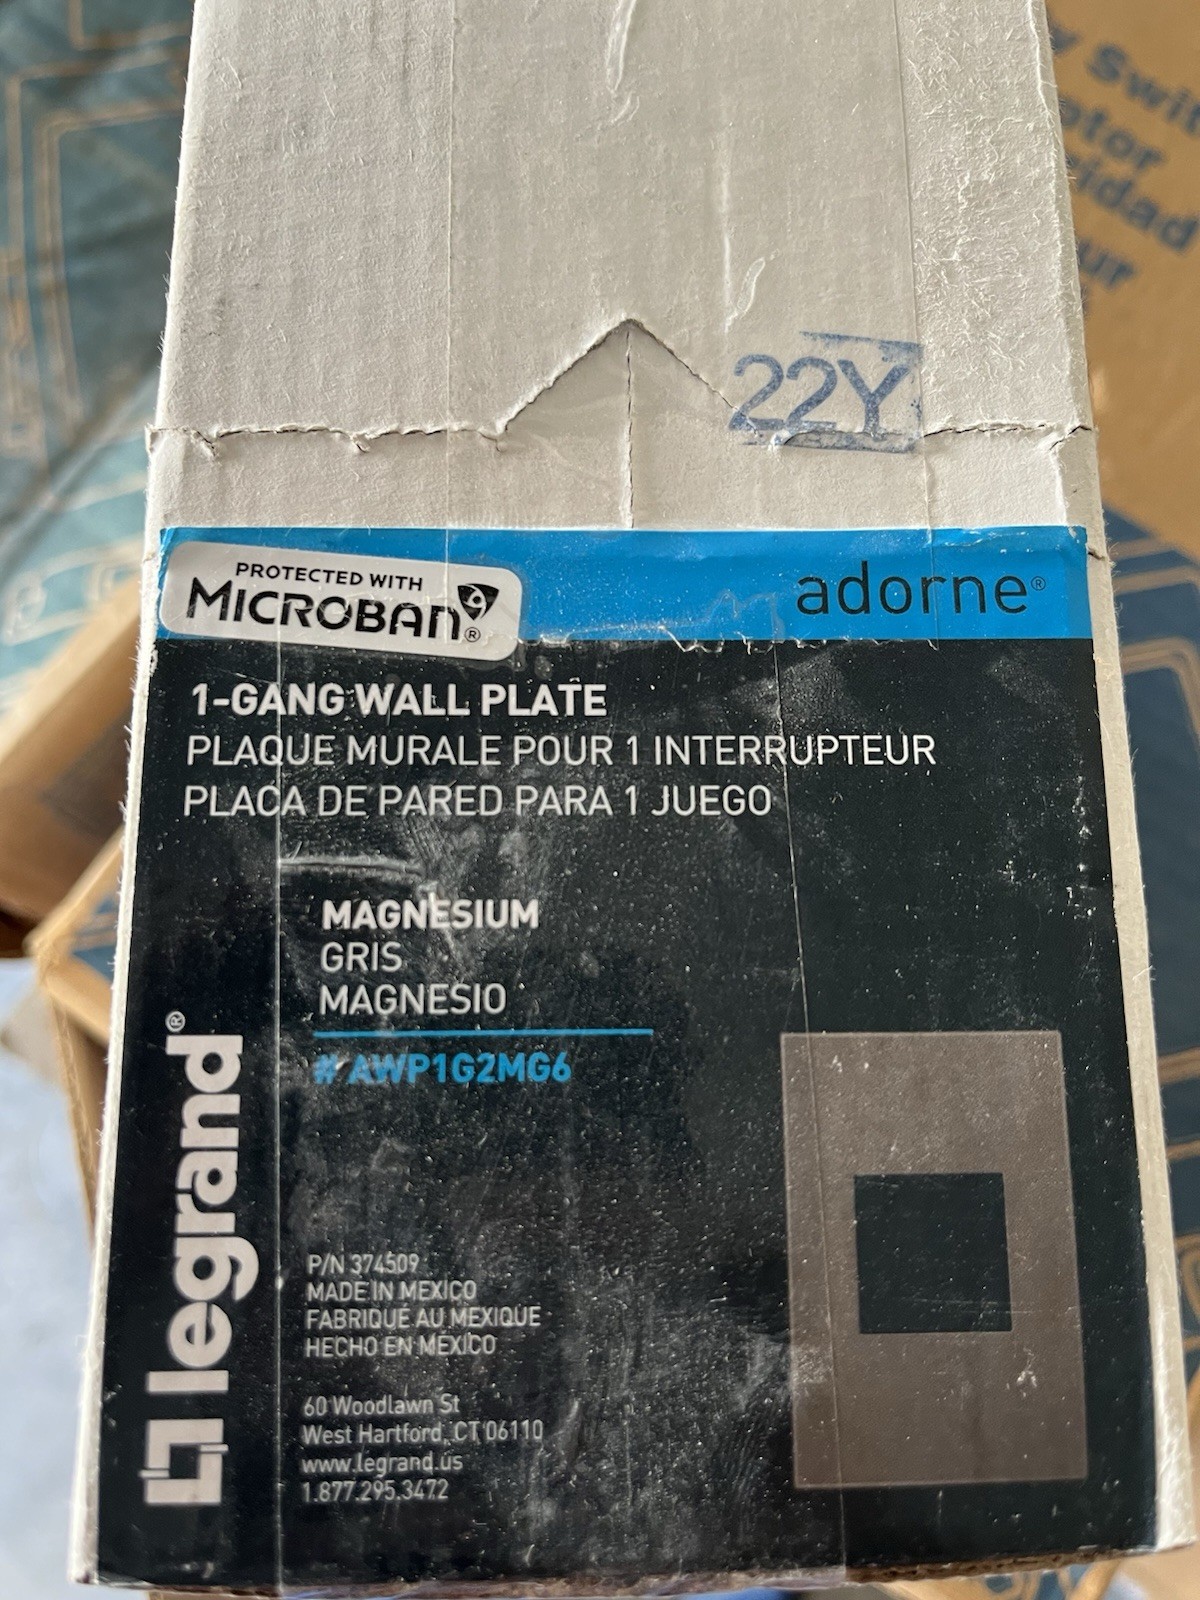 22Y
PROTECTED WITH
MICROBAN®
adorne®
1-GANG WALL PLATE
PLAQUE MURALE POUR 1 INTERRUPTEUR
PLACA DE PARED PARA 1 JUEGO
MAGNESIUM
GRIS
MAGNESIO
# AWP1G2MG6
legrand®
P/N 374509
MADE IN MEXICO
FABRIQUÉ AU MEXIQUE
HECHO EN MÉXICO
60 Woodlawn St
West Hartford, CT 06110
www.legrand.us
1.877.295.3472